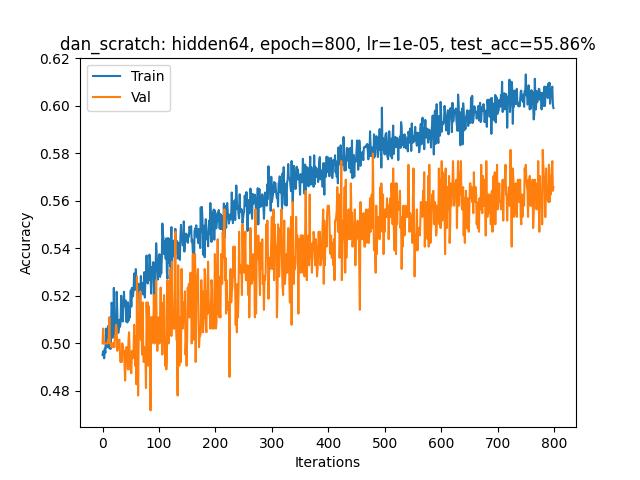 dan_scratch: hidden64, epoch=800, lr=1e-05, test_acc=55.86%
Train
Val
0.62
0.60
0.58
0.56
0.54
0.52
0.50
0.48
Accuracy
0 100 200 300 400 500 600 700 800
Iterations